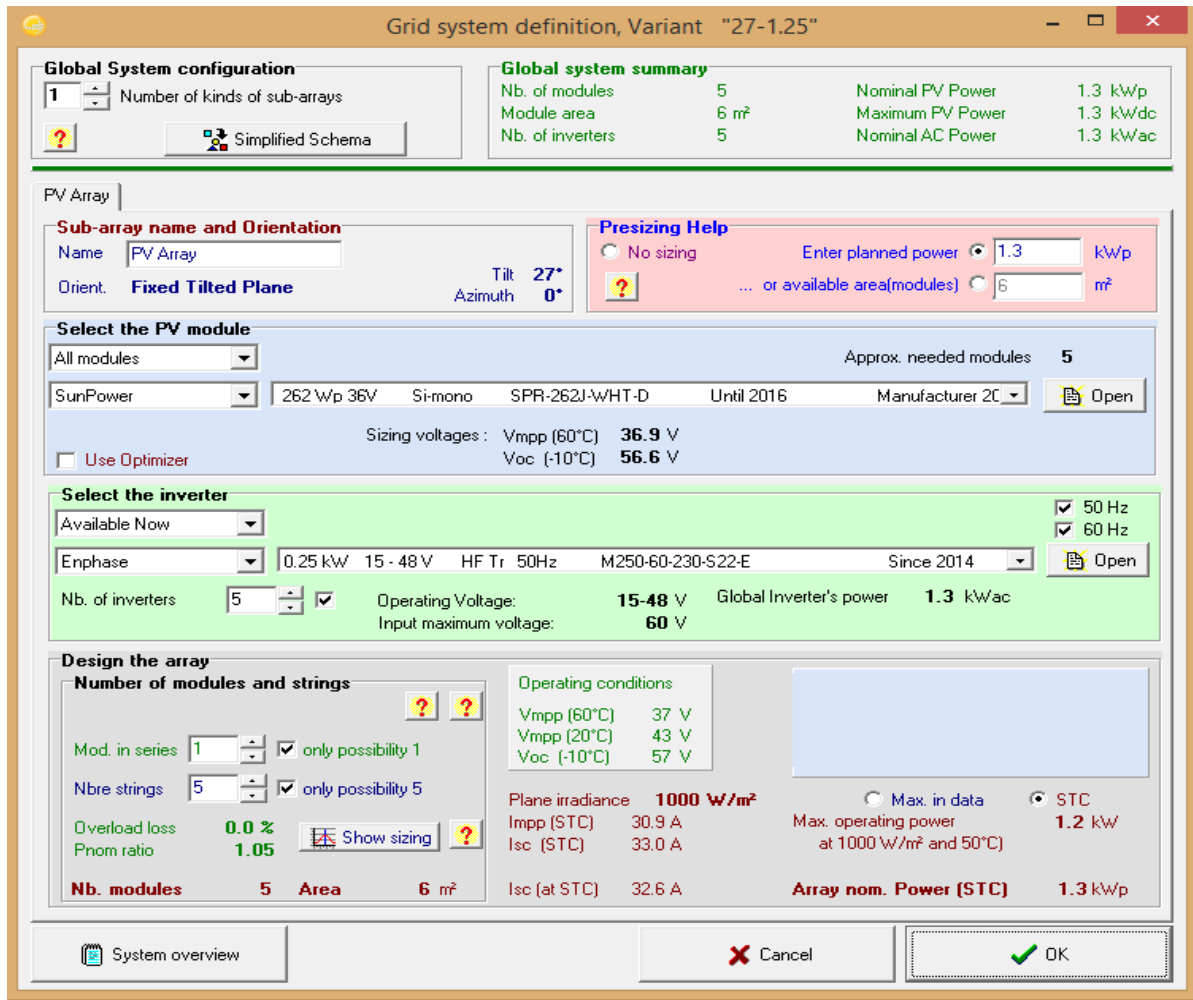 Grid system definition, Variant "27-1.25"
Global System configuration
1 Number of kinds of sub-arrays
? Simplified Schema
Global system summary
Nb. of modules 5 Nominal PV Power 1.3 kWp
Module area 6 m² Maximum PV Power 1.3 kWdc
Nb. of inverters 5 Nominal AC Power 1.3 kWac
PV Array
Sub-array name and Orientation
Name PV Array
Orient. Fixed Tilted Plane
Tilt 27°
Azimuth 0°
Presizing Help
No sizing Enter planned power 1.3 kWp
? ... or available area(modules) 6 m²
Select the PV module
All modules Approx. needed modules 5
SunPower 262 Wp 36V Si-mono SPR-262J-WHT-D Until 2016 Manufacturer 20 Open
Sizing voltages : Vmpp (60°C) 36.9 V
Use Optimizer Voc (-10°C) 56.6 V
Select the inverter
Available Now 50 Hz
60 Hz
Enphase 0.25 kW 15 - 48 V HF Tr 50Hz M250-60-230-S22-E Since 2014 Open
Nb. of inverters 5 Operating Voltage: 15-48 V Global Inverter's power 1.3 kWac
Input maximum voltage: 60 V
Design the array
Number of modules and strings
? ?
Mod. in series 1 only possibility 1
Nbre strings 5 only possibility 5
Overload loss 0.0 %
Pnom ratio 1.05
Show sizing ?
Nb. modules 5 Area 6 m²
Operating conditions
Vmpp (60°C) 37 V
Vmpp (20°C) 43 V
Voc (-10°C) 57 V
Plane irradiance 1000 W/m²
Impp (STC) 30.9 A
Isc (STC) 33.0 A
Isc (at STC) 32.6 A
Max. in data STC
Max. operating power 1.2 kW
at 1000 W/m² and 50°C)
Array nom. Power (STC) 1.3 kWp
System overview Cancel OK